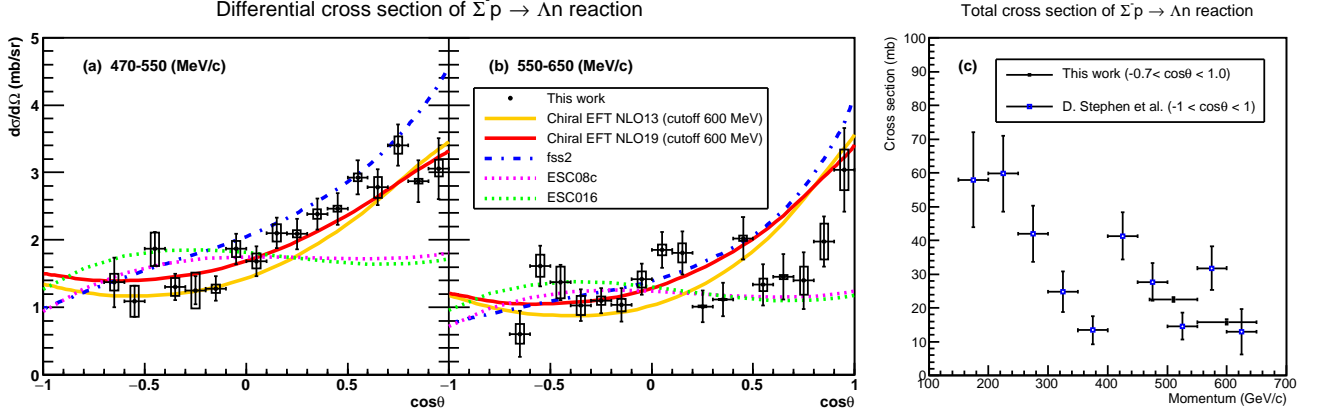 Differential cross section of Σ⁻p → Λn reaction
dσ/dΩ (mb/sr)
5
4
3
2
1
0
(a) 470-550 (MeV/c)
−1
−0.5
0
0.5
cosθ
(b) 550-650 (MeV/c)
This work
Chiral EFT NLO13 (cutoff 600 MeV)
Chiral EFT NLO19 (cutoff 600 MeV)
fss2
ESC08c
ESC016
−1
−0.5
0
0.5
1
cosθ
Total cross section of Σ⁻p → Λn reaction
Cross section (mb)
100
90
80
70
60
50
40
30
20
10
0
(c)
This work (-0.7< cosθ < 1.0)
D. Stephen et al. (-1 < cosθ < 1)
100 200 300 400 500 600 700
Momentum (GeV/c)